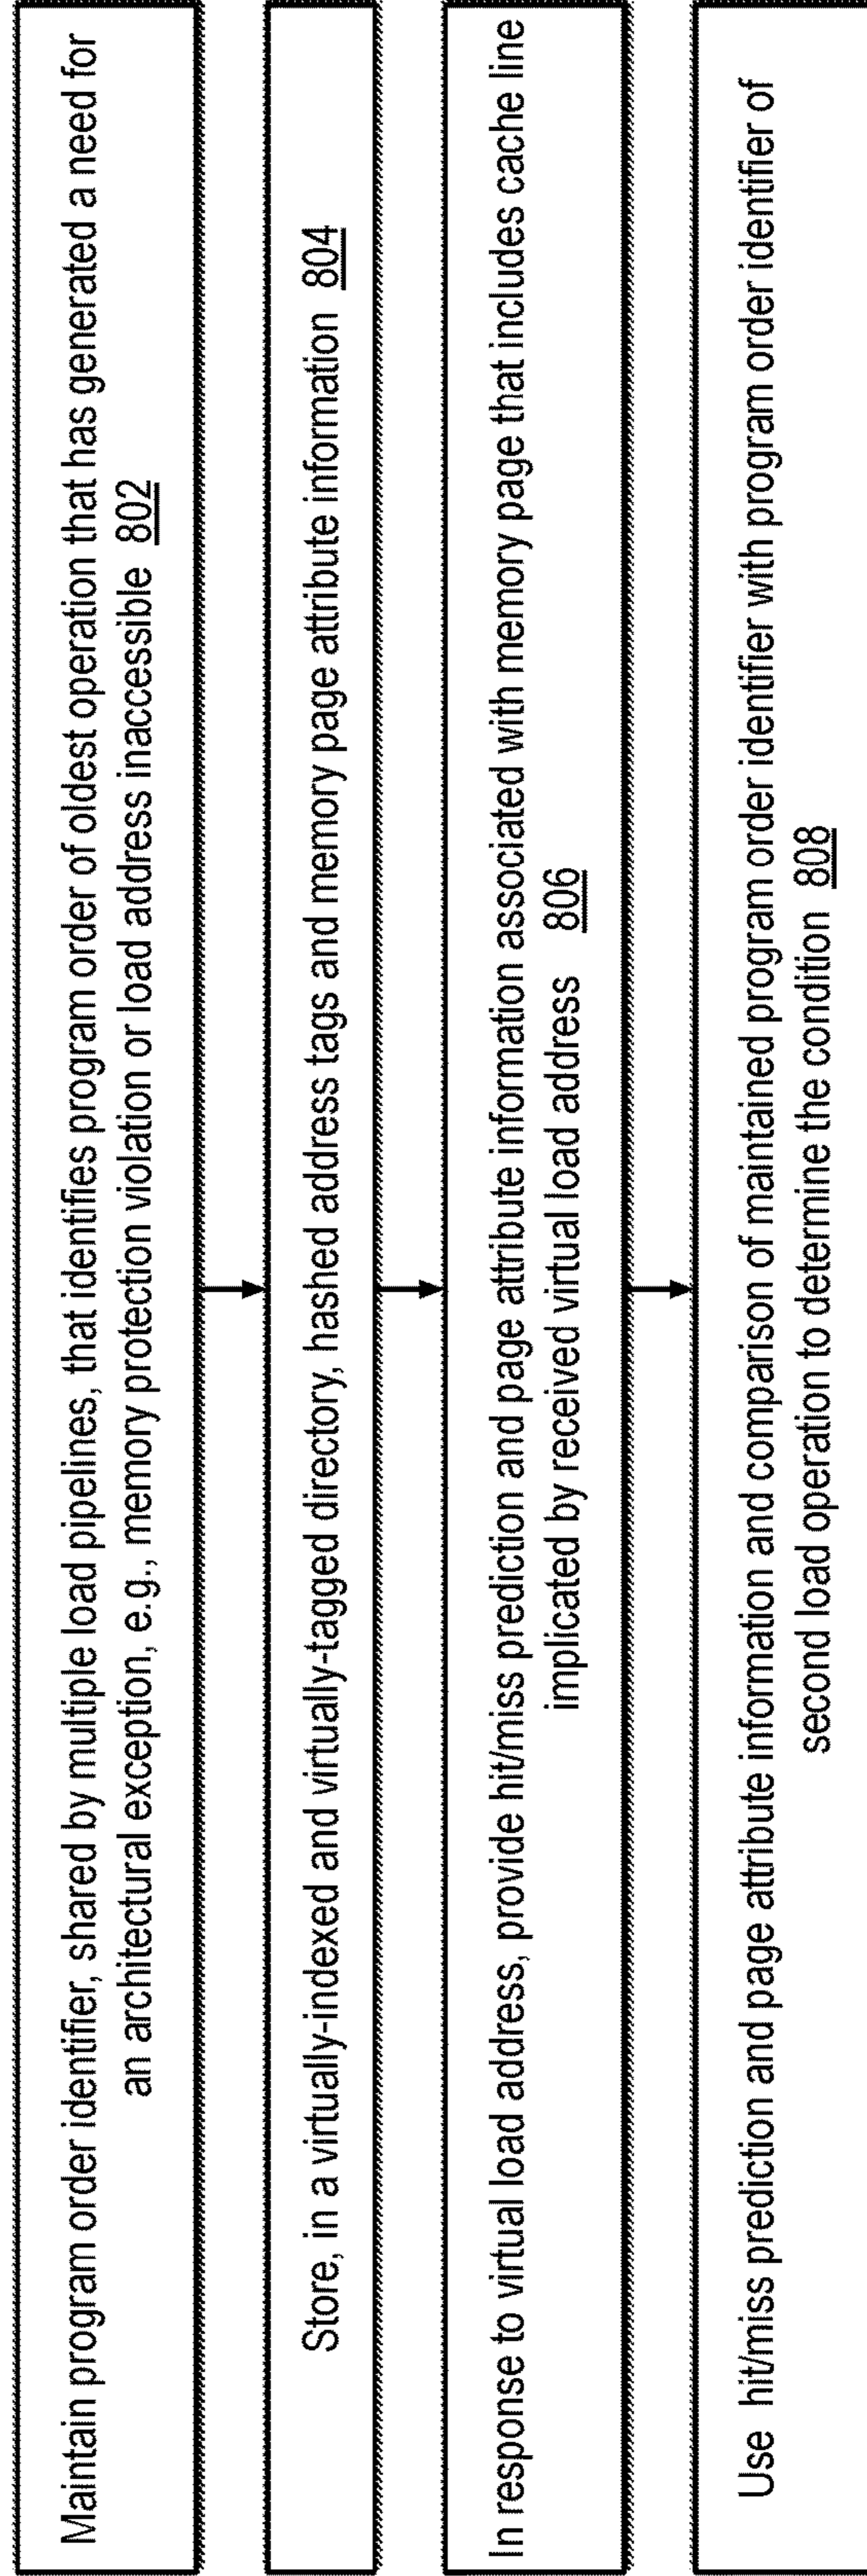 Maintain program order identifier, shared by multiple load pipelines, that identifies program order of oldest operation that has generated a need for
an architectural exception, e.g., memory protection violation or load address inaccessible 802
Store, in a virtually-indexed and virtually-tagged directory, hashed address tags and memory page attribute information 804
In response to virtual load address, provide hit/miss prediction and page attribute information associated with memory page that includes cache line
implicated by received virtual load address 806
Use hit/miss prediction and page attribute information and comparison of maintained program order identifier with program order identifier of
second load operation to determine the condition 808